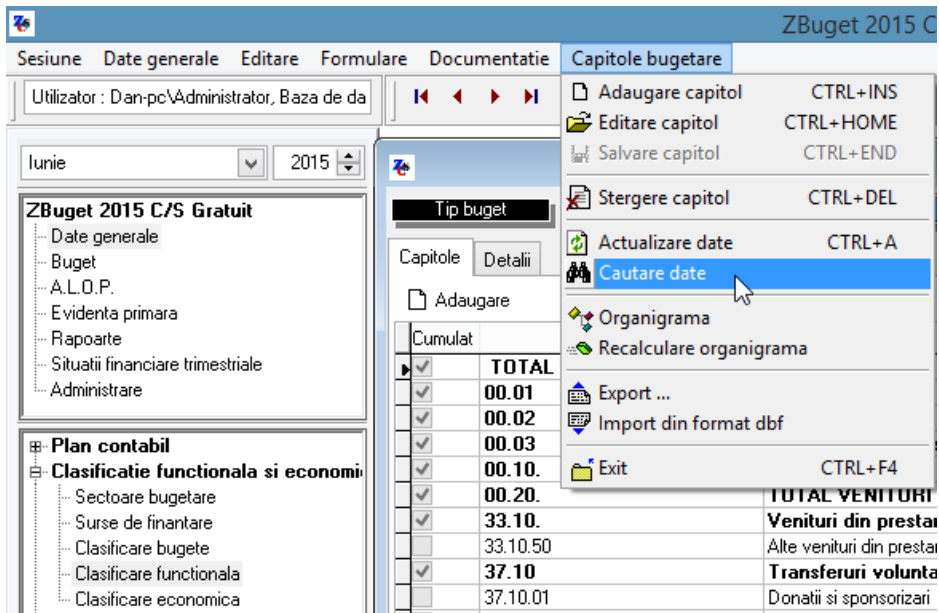 ZBuget 2015 C
Sesiune Date generale Editare Formulare Documentatie Capitole bugetare
Utilizator : Dan-pc\Administrator, Baza de da
Iunie 2015
ZBuget 2015 C/S Gratuit
Date generale
Buget
A.L.O.P.
Evidenta primara
Rapoarte
Situatii financiare trimestriale
Administrare
Plan contabil
Clasificatie functionala si economi
Sectoare bugetare
Surse de finantare
Clasificare bugete
Clasificare functionala
Clasificare economica
Tip buget
Capitole Detalii
Adaugare
Cumulat
TOTAL
00.01
00.02
00.03
00.10.
00.20. TOTAL VENITURI
33.10. Venituri din prestar
33.10.50 Alte venituri din prestar
37.10 Transferuri volunta
37.10.01 Donatii si sponsorizari
Adaugare capitol CTRL+INS
Editare capitol CTRL+HOME
Salvare capitol CTRL+END
Stergere capitol CTRL+DEL
Actualizare date CTRL+A
Cautare date
Organigrama
Recalculare organigrama
Export ...
Import din format dbf
Exit CTRL+F4